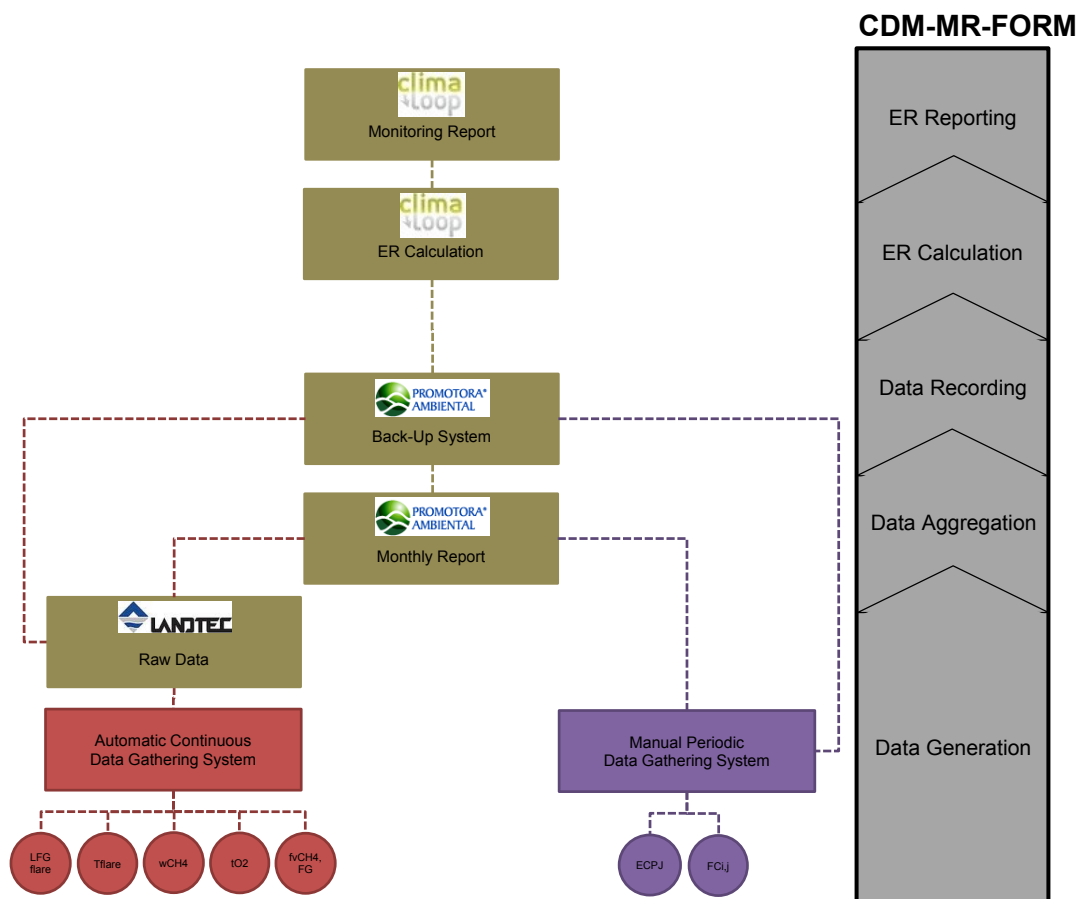 CDM-MR-FORM
clima
loop
Monitoring Report
clima
loop
ER Calculation
PROMOTORA*
AMBIENTAL
Back-Up System
PROMOTORA*
AMBIENTAL
Monthly Report
LANDTEC
Raw Data
Automatic Continuous
Data Gathering System
Manual Periodic
Data Gathering System
LFG
flare
Tflare
wCH4
tO2
fvCH4,
FG
ECPJ
FCi,j
ER Reporting
ER Calculation
Data Recording
Data Aggregation
Data Generation